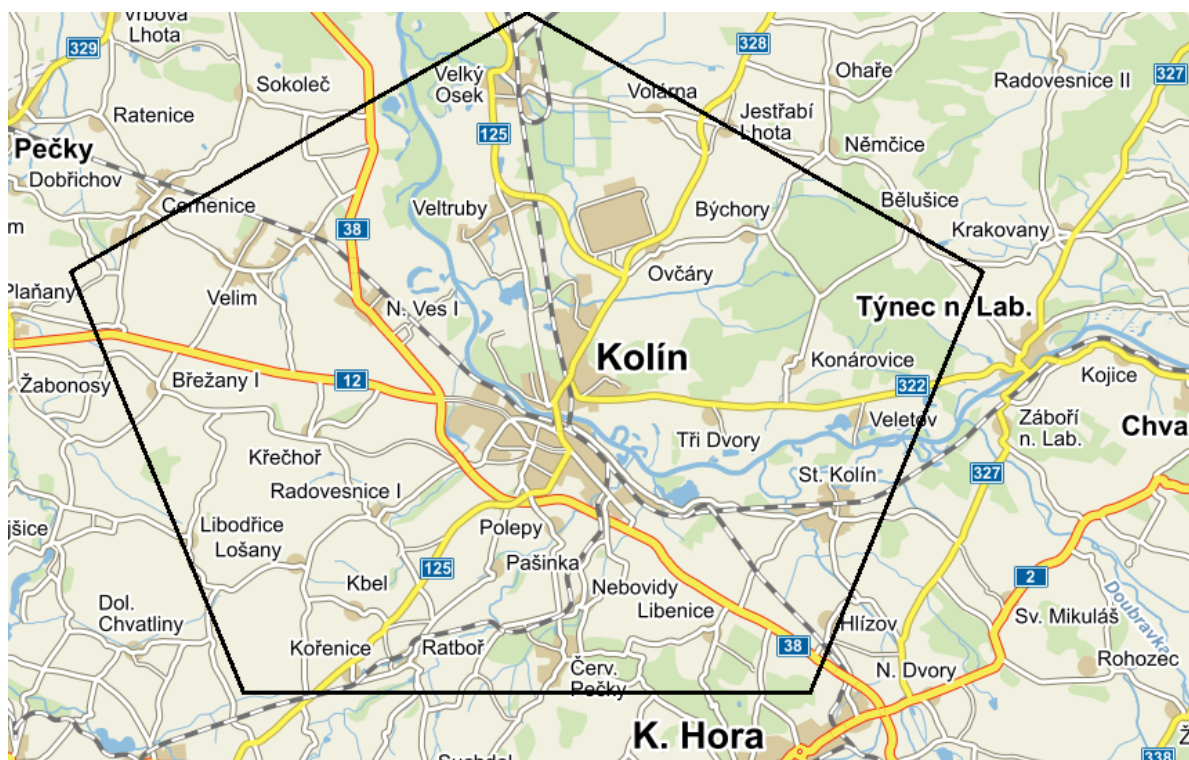 Vrbová
Lhota
329
Velký
Osek
328
Ohaře
Radovesnice II
327
Sokoleč
Volárna
Ratenice
125
Jestřabí
Lhota
Pečky
Němčice
Dobřichov
Cerhenice
Veltruby
Býchory
Bělušice
m
38
Krakovany
Ovčáry
Plaňany
Velim
N. Ves I
Týnec n. Lab.
Kolín
Konárovice
Žabonosy
Břežany I
12
322
Kojice
Veletov
Tři Dvory
Záboří
n. Lab.
Chva
Křečhoř
St. Kolín
327
Radovesnice I
jšice
Libodřice
Lošany
Polepy
125
Pašinka
2
Kbel
Nebovidy
Libenice
Dol.
Chvatliny
Hlízov
Sv. Mikuláš
Doubravka
Kořenice
Ratboř
38
Rohozec
Červ.
Pečky
N. Dvory
K. Hora
Ž
338